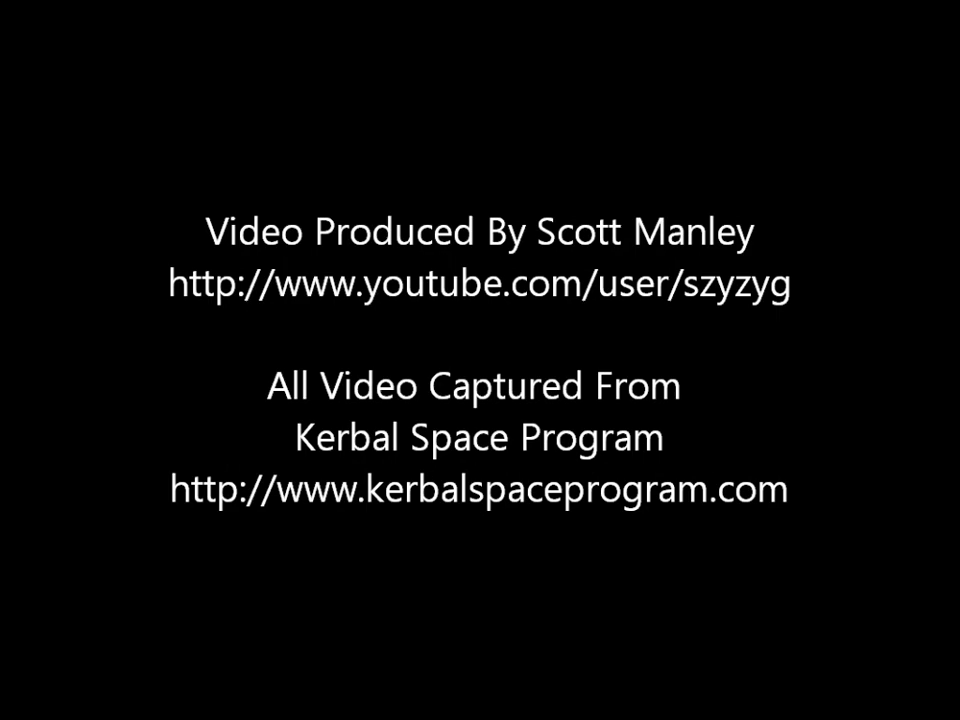 Video Produced By Scott Manley
http://www.youtube.com/user/szyzyg
All Video Captured From
Kerbal Space Program
http://www.kerbalspaceprogram.com